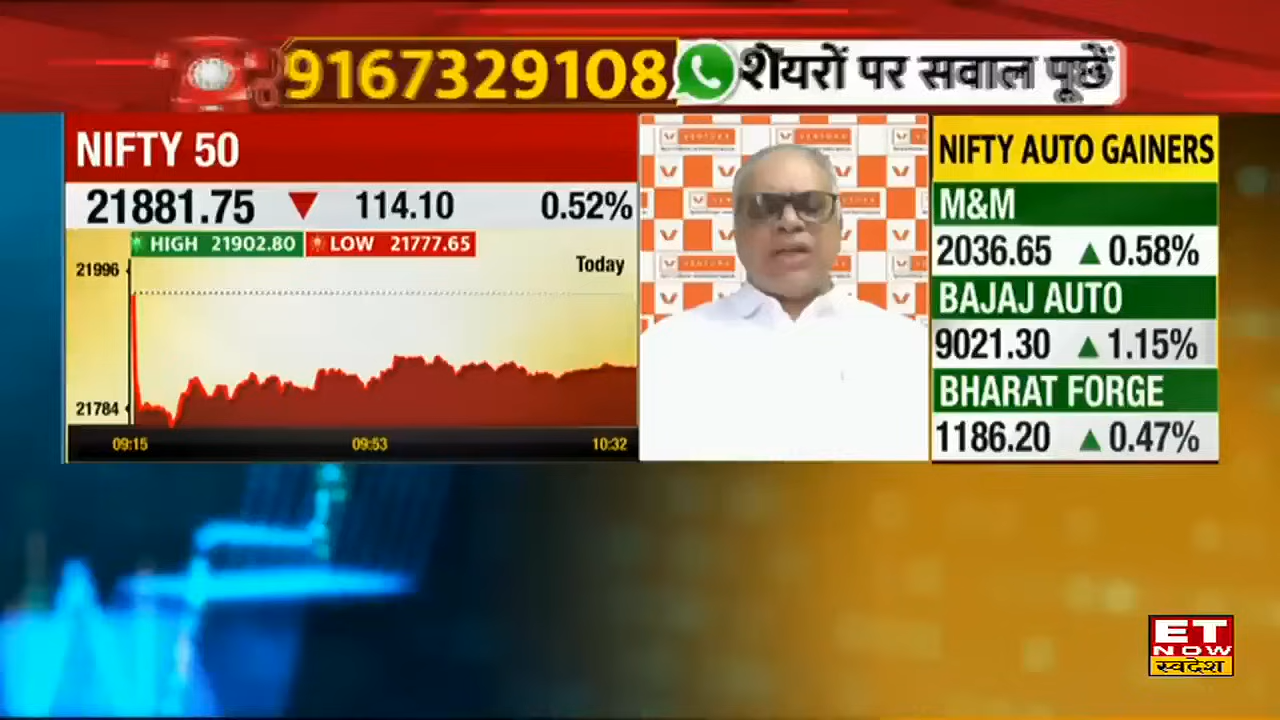 9167329108 शेयरों पर सवाल पूछें
NIFTY 50
21881.75 ▼ 114.10 0.52%
HIGH 21902.80 LOW 21777.65
Today
21996
21784
09:15 09:53 10:32
VENTURA VENTURA
NIFTY AUTO GAINERS
M&M
2036.65 ▲ 0.58%
BAJAJ AUTO
9021.30 ▲ 1.15%
BHARAT FORGE
1186.20 ▲ 0.47%
ET
NOW
स्वदेश